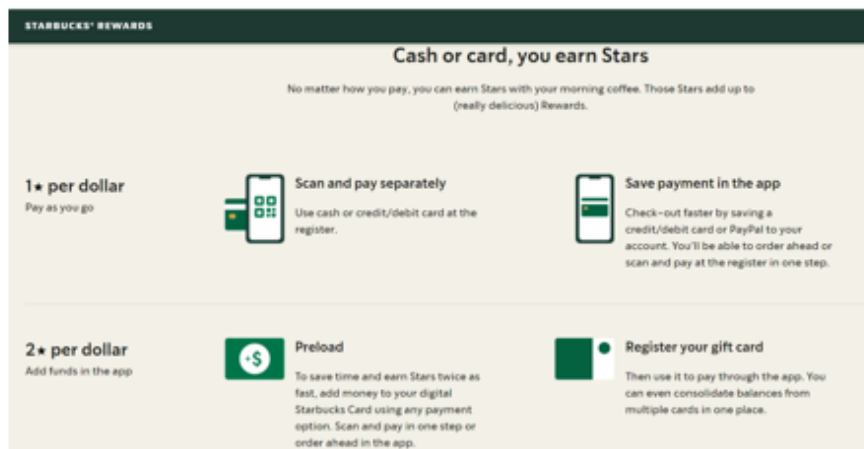 STARBUCKS® REWARDS
Cash or card, you earn Stars
No matter how you pay, you can earn Stars with your morning coffee. Those Stars add up to
(really delicious) Rewards.
1★ per dollar
Pay as you go
Scan and pay separately
Use cash or credit/debit card at the
register.
Save payment in the app
Check-out faster by saving a
credit/debit card or PayPal to your
account. You'll be able to order ahead or
scan and pay at the register in one step.
2★ per dollar
Add funds in the app
+$
Preload
To save time and earn Stars twice as
fast, add money to your digital
Starbucks Card using any payment
option. Scan and pay in one step or
order ahead in the app.
Register your gift card
Then use it to pay through the app. You
can even consolidate balances from
multiple cards in one place.